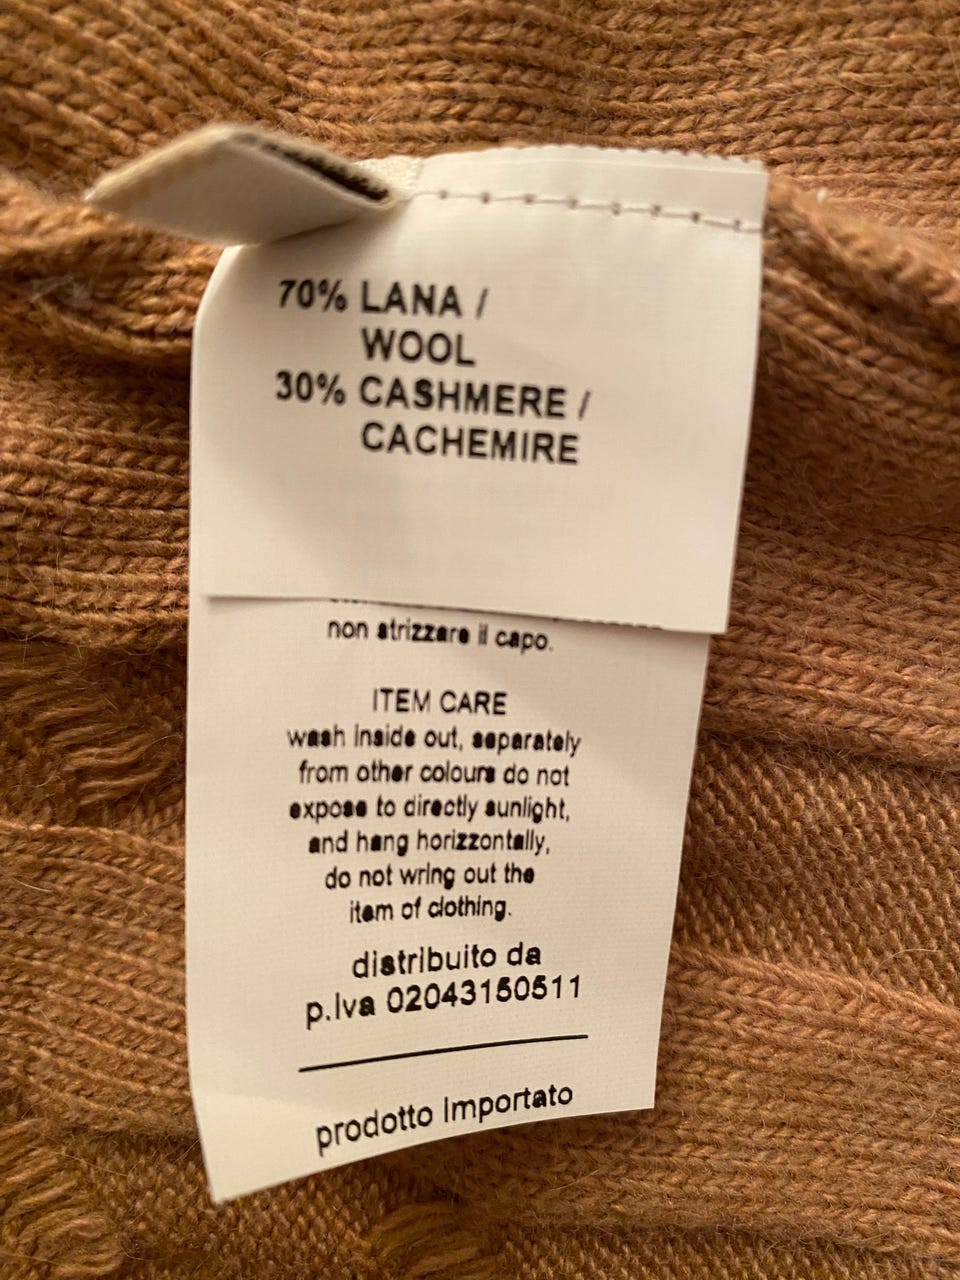 70% LANA /
WOOL
30% CASHMERE /
CACHEMIRE
non strizzare il capo.
ITEM CARE
wash inside out, separately
from other colours do not
expose to directly sunlight,
and hang horizzontally,
do not wring out the
item of clothing.
distribuito da
p.Iva 02043150511
prodotto Importato